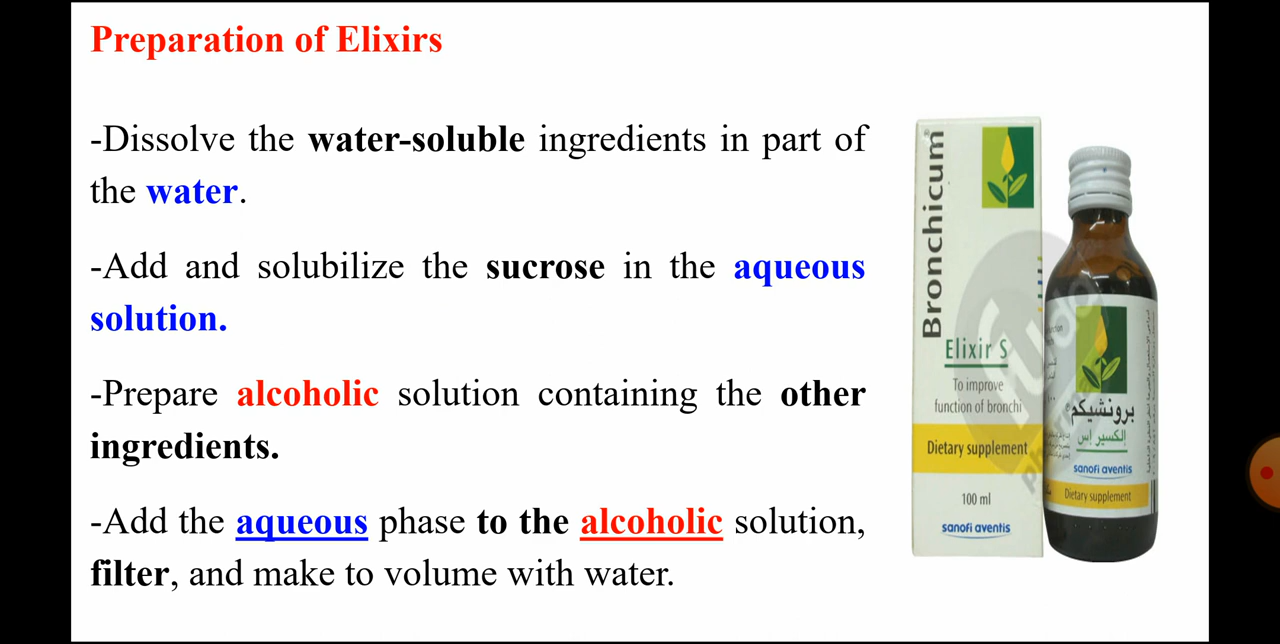 Preparation of Elixirs
-Dissolve the water-soluble ingredients in part of
the water.
-Add and solubilize the sucrose in the aqueous
solution.
-Prepare alcoholic solution containing the other
ingredients.
-Add the aqueous phase to the alcoholic solution,
filter, and make to volume with water.
Bronchicum®
Elixir S
To improve
function of bronchi
Dietary supplement
100 ml
sanofi aventis
برونشيكم
إلكسير إس
sanofi aventis
Dietary supplement